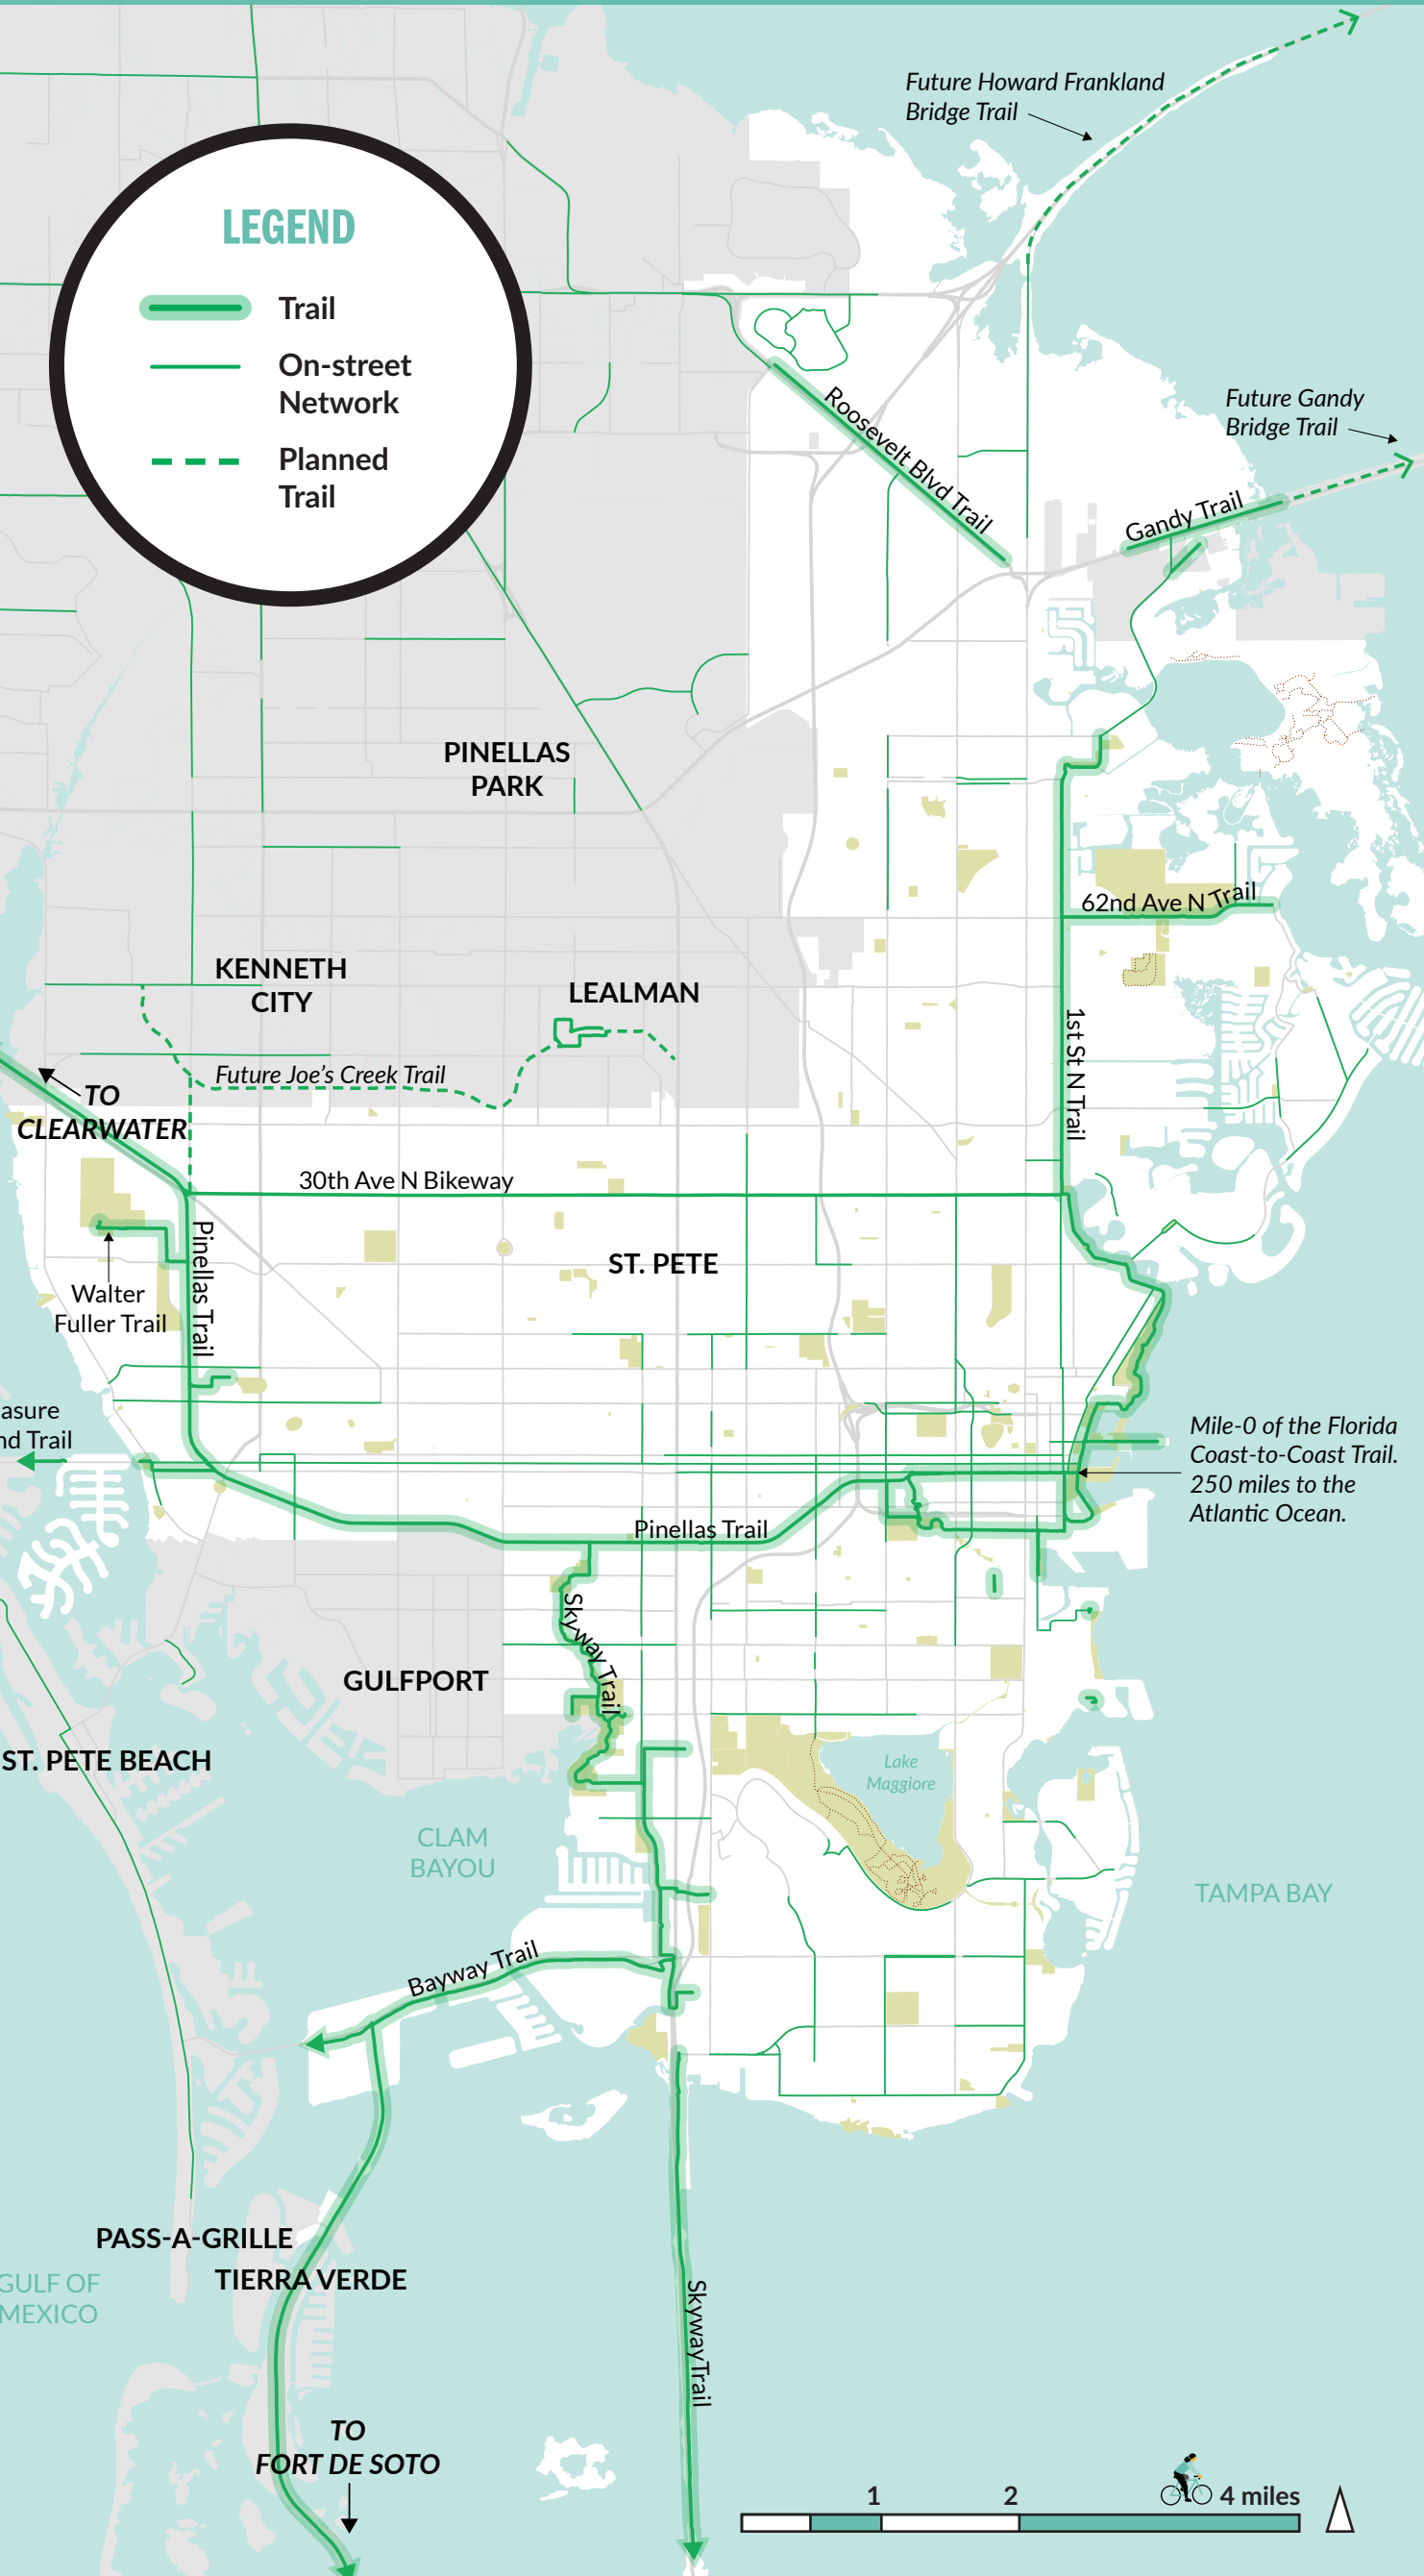 Future Howard Frankland
Bridge Trail
LEGEND
Trail
On-street
Network
Planned
Trail
Future Gandy
Bridge Trail
Roosevelt Blvd Trail
Gandy Trail
PINELLAS
PARK
62nd Ave N Trail
KENNETH
CITY
LEALMAN
1st St N Trail
Future Joe's Creek Trail
TO
CLEARWATER
30th Ave N Bikeway
Pinellas Trail
ST. PETE
Walter
Fuller Trail
asure
nd Trail
Mile-0 of the Florida
Coast-to-Coast Trail.
250 miles to the
Atlantic Ocean.
Pinellas Trail
Skyway Trail
GULFPORT
ST. PETE BEACH
Lake
Maggiore
CLAM
BAYOU
TAMPA BAY
Bayway Trail
PASS-A-GRILLE
TIERRA VERDE
GULF OF
MEXICO
SkywayTrail
TO
FORT DE SOTO
1 2 4 miles